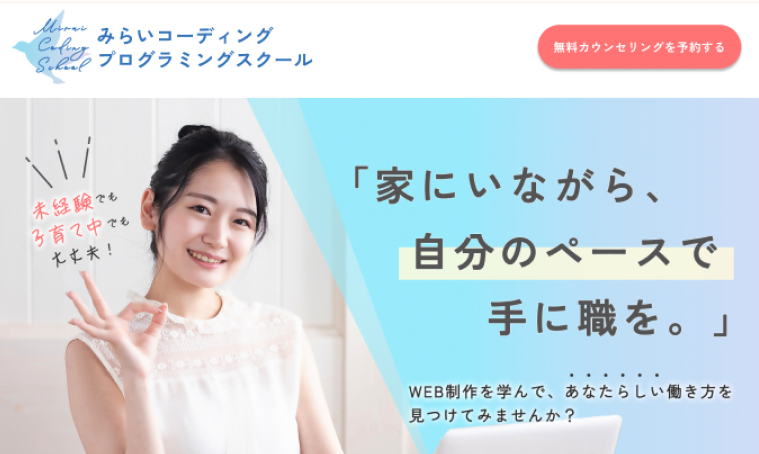 Mirai
Coding
School
みらいコーディング
プログラミングスクール
無料カウンセリングを予約する
未経験でも
子育て中でも
大丈夫！
「家にいながら、
自分のペースで
手に職を。」
WEB制作を学んで、あなたらしい働き方を
見つけてみませんか？